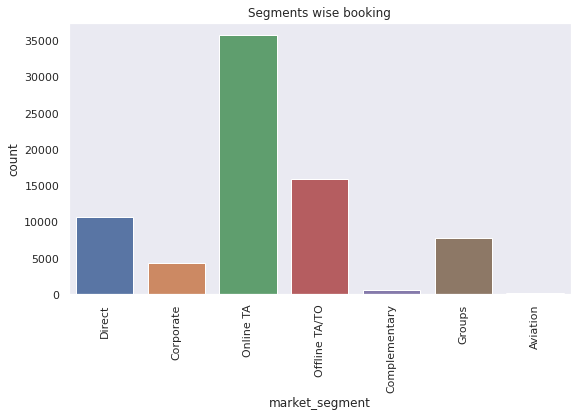 Segments wise booking
35000
30000
25000
20000
15000
10000
5000
0
count
Direct
Corporate
Online TA
Offline TA/TO
Complementary
Groups
Aviation
market_segment